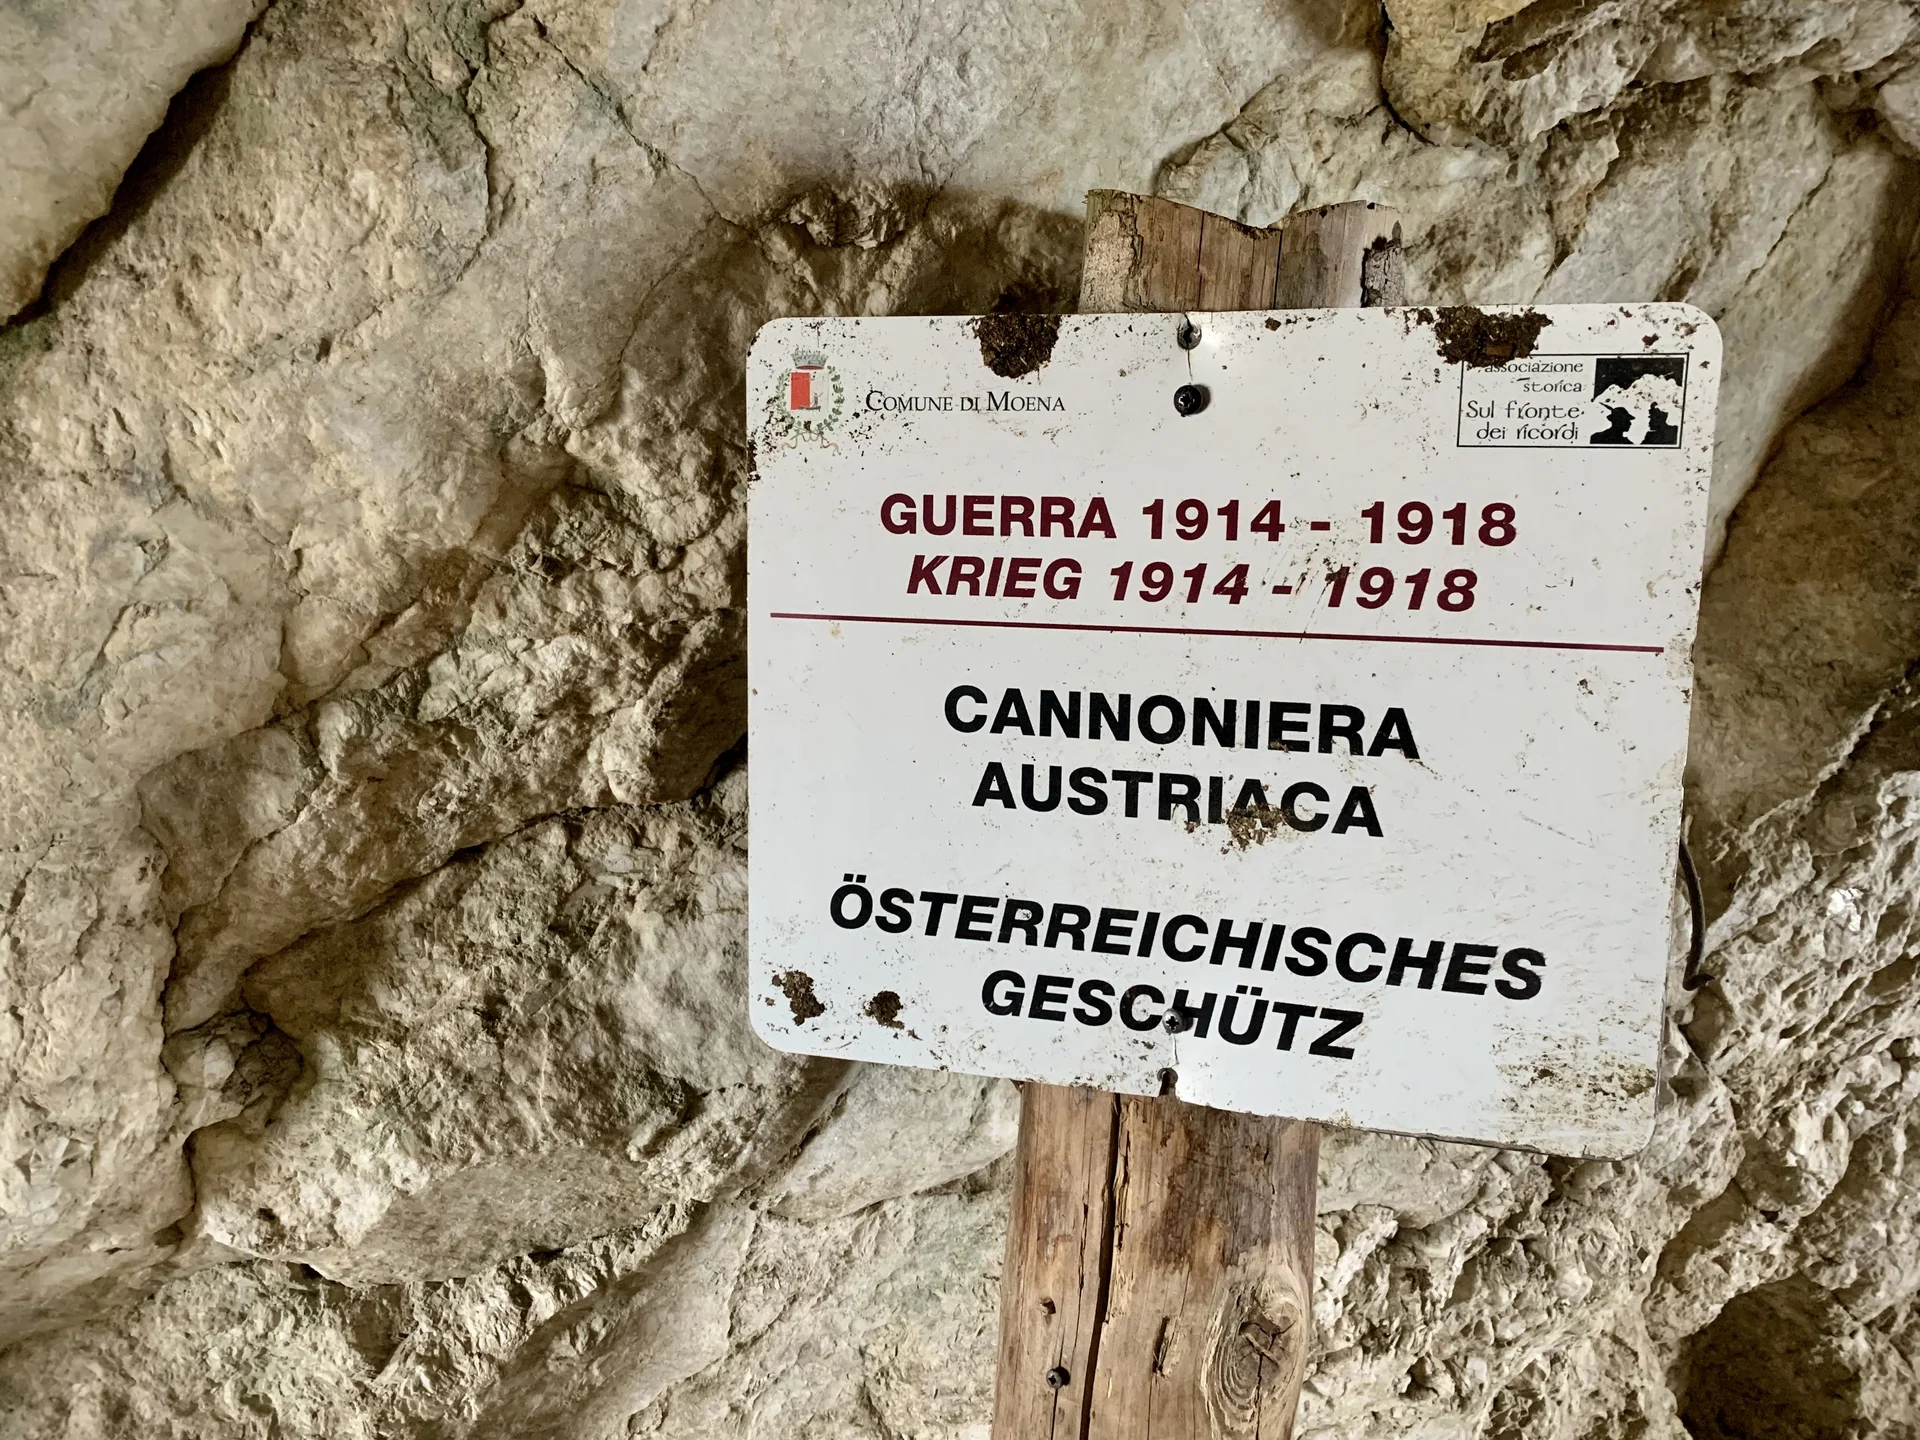 COMUNE DI MOENA
associazione
storica
Sul fronte
dei ricordi
GUERRA 1914 - 1918
KRIEG 1914 - 1918
CANNONIERA
AUSTRIACA
ÖSTERREICHISCHES
GESCHÜTZ